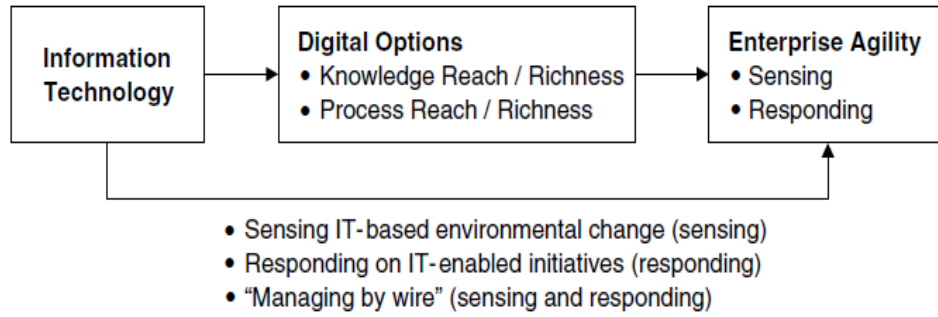 Information
Technology
Digital Options
• Knowledge Reach / Richness
• Process Reach / Richness
Enterprise Agility
• Sensing
• Responding
• Sensing IT-based environmental change (sensing)
• Responding on IT-enabled initiatives (responding)
• “Managing by wire” (sensing and responding)